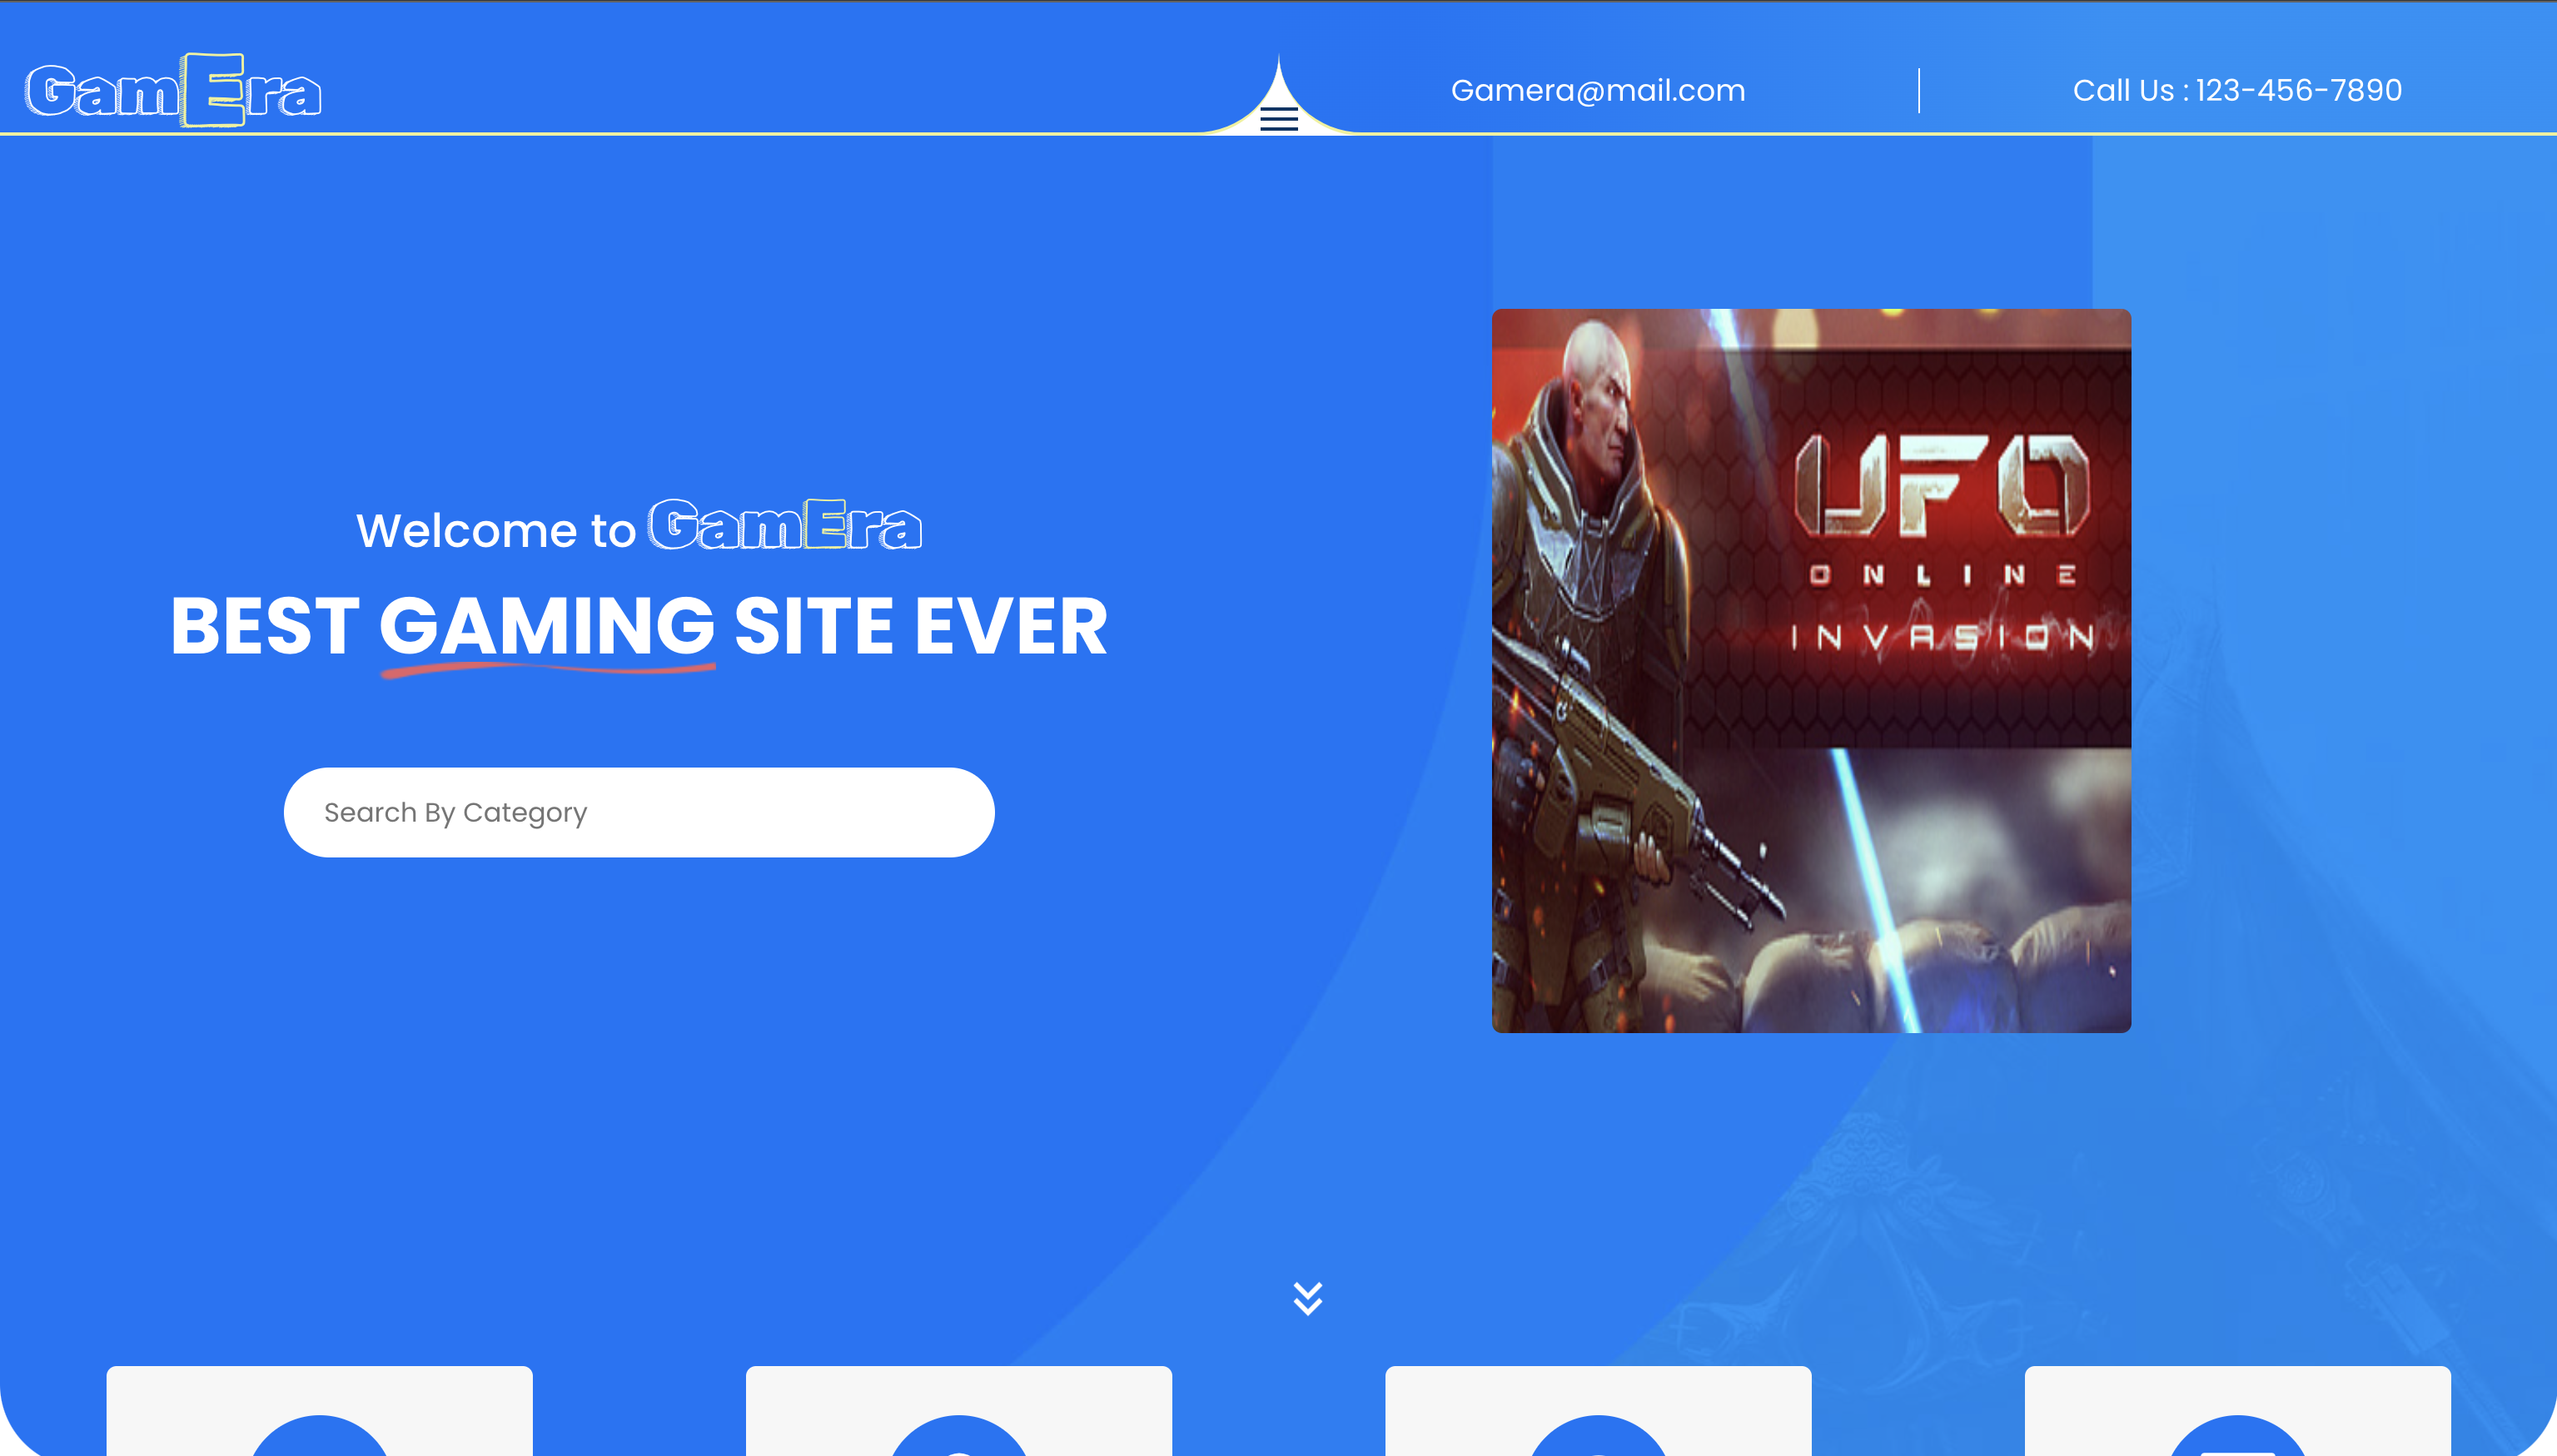 GamEra
Gamera@mail.com
Call Us : 123-456-7890
Welcome to GamEra
BEST GAMING SITE EVER
Search By Category
UFO
ONLINE
INVASION